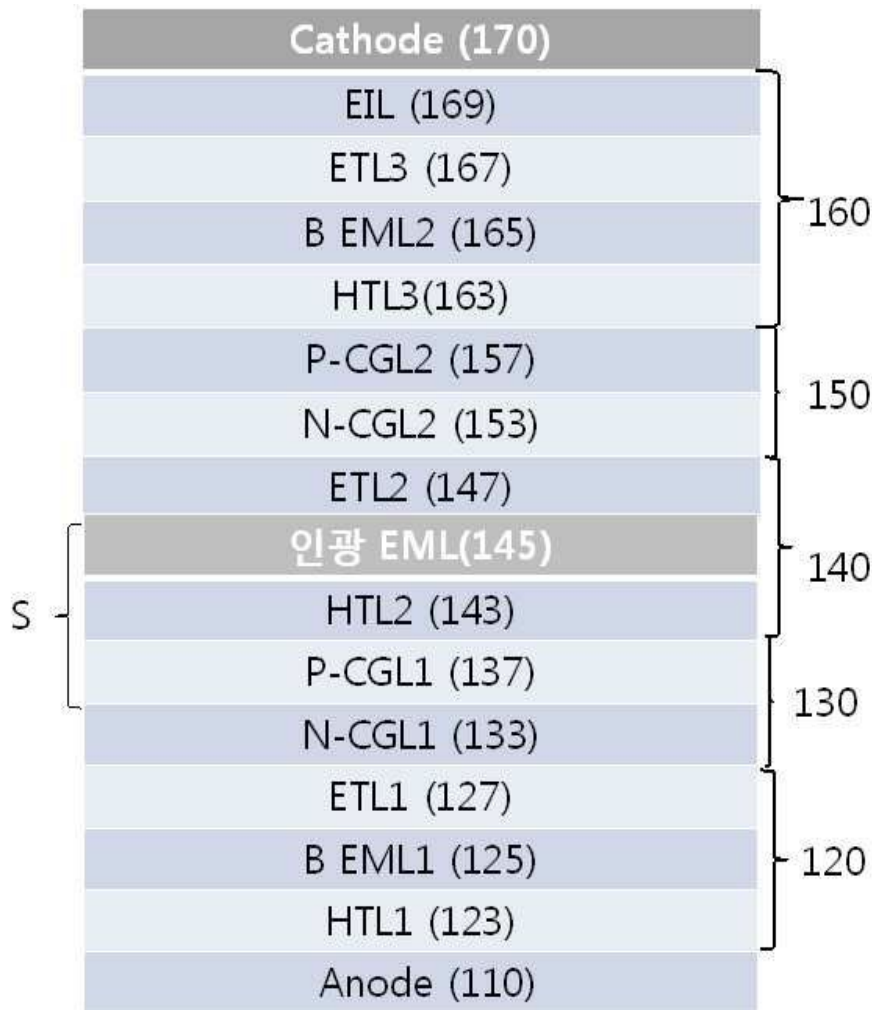 Cathode (170)
EIL (169)
ETL3 (167)
160
B EML2 (165)
HTL3(163)
P-CGL2 (157)
150
N-CGL2 (153)
ETL2 (147)
인광 EML(145)
140
S
HTL2 (143)
P-CGL1 (137)
130
N-CGL1 (133)
ETL1 (127)
B EML1 (125)
120
HTL1 (123)
Anode (110)